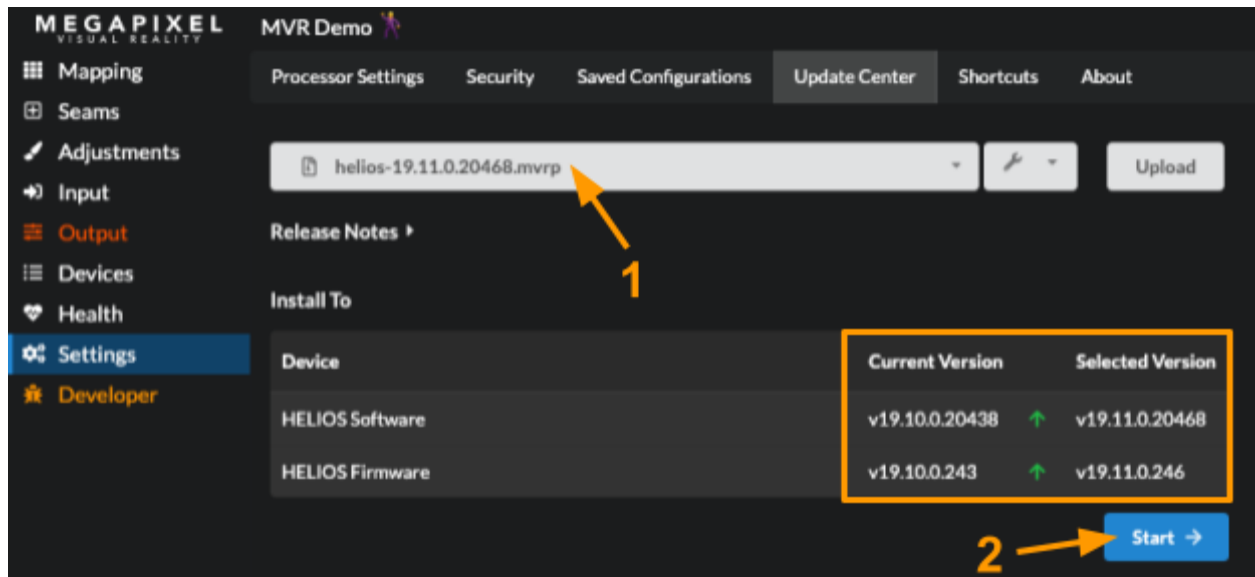 MEGAPIXEL
VISUAL REALITY
MVR Demo
Mapping
Seams
Adjustments
Input
Output
Devices
Health
Settings
Developer
Processor Settings Security Saved Configurations Update Center Shortcuts About
helios-19.11.0.20468.mvrp Upload
Release Notes
1
Install To
Device Current Version Selected Version
HELIOS Software v19.10.0.20438 v19.11.0.20468
HELIOS Firmware v19.10.0.243 v19.11.0.246
2 Start